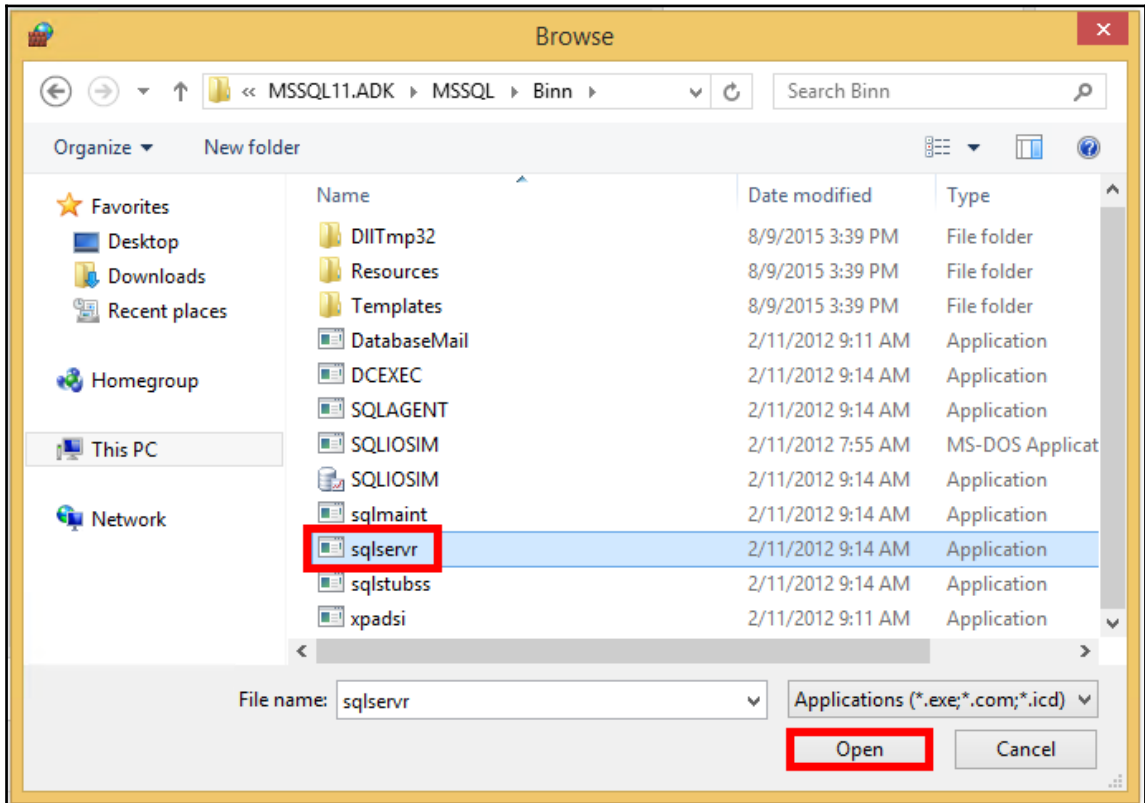 Browse
« MSSQL11.ADK MSSQL Binn Search Binn
Organize New folder
Name Date modified Type
Favorites
Desktop
Downloads
Recent places
Homegroup
This PC
Network
DIITmp32 8/9/2015 3:39 PM File folder
Resources 8/9/2015 3:39 PM File folder
Templates 8/9/2015 3:39 PM File folder
DatabaseMail 2/11/2012 9:11 AM Application
DCEXEC 2/11/2012 9:14 AM Application
SQLAGENT 2/11/2012 9:14 AM Application
SQLIOSIM 2/11/2012 7:55 AM MS-DOS Applicat
SQLIOSIM 2/11/2012 9:14 AM Application
sqlmaint 2/11/2012 9:14 AM Application
sqlservr 2/11/2012 9:14 AM Application
sqlstubss 2/11/2012 9:14 AM Application
xpadsi 2/11/2012 9:11 AM Application
File name: sqlservr Applications (*.exe;*.com;*.icd)
Open Cancel